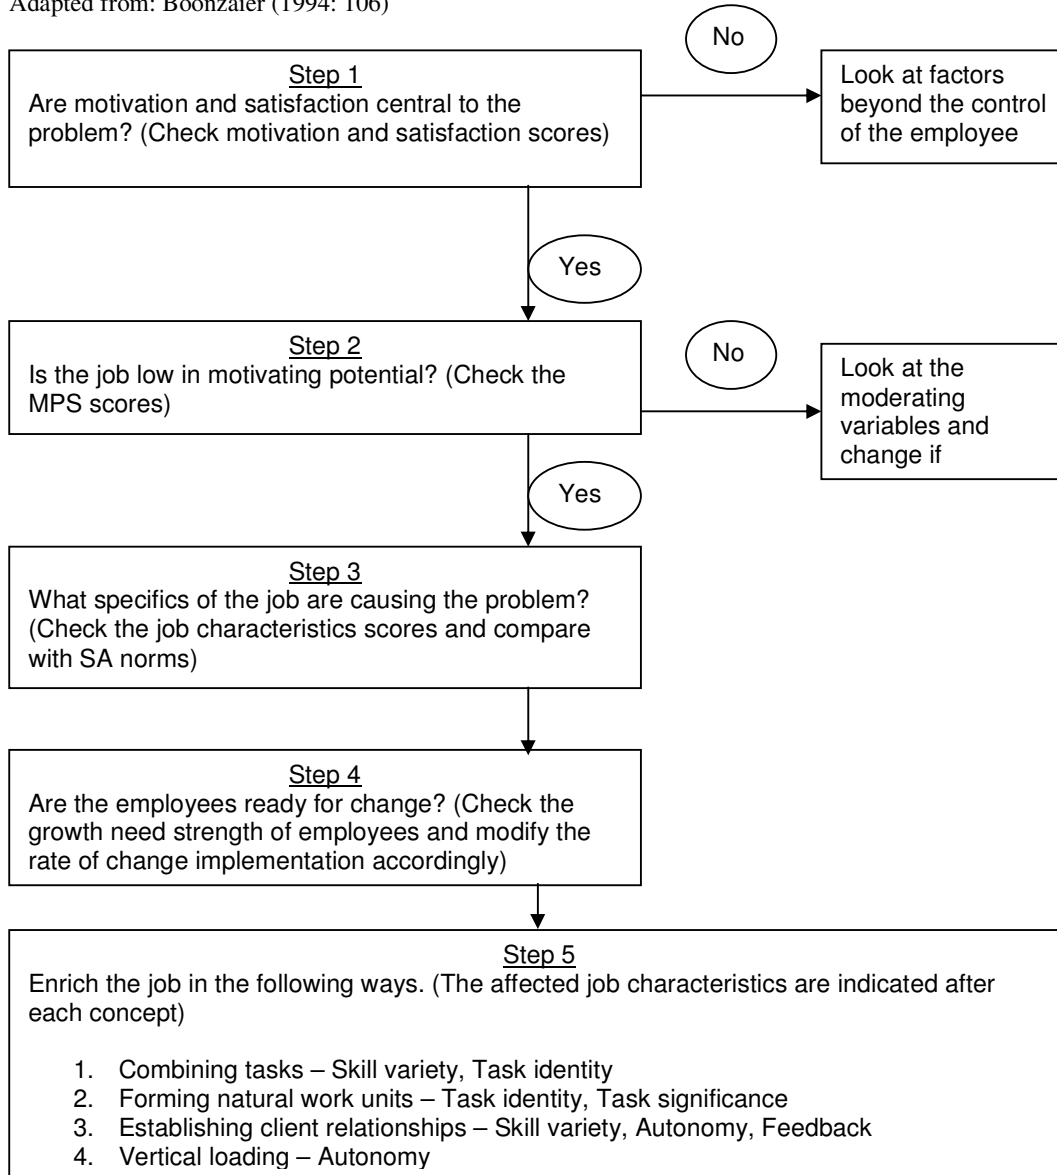 Adapted from: Boonzaier (1994: 106)
No
Step 1
Are motivation and satisfaction central to the
problem? (Check motivation and satisfaction scores)
Look at factors
beyond the control
of the employee
Yes
Step 2
Is the job low in motivating potential? (Check the
MPS scores)
No
Look at the
moderating
variables and
change if
Yes
Step 3
What specifics of the job are causing the problem?
(Check the job characteristics scores and compare
with SA norms)
Step 4
Are the employees ready for change? (Check the
growth need strength of employees and modify the
rate of change implementation accordingly)
Step 5
Enrich the job in the following ways. (The affected job characteristics are indicated after
each concept)
1. Combining tasks – Skill variety, Task identity
2. Forming natural work units – Task identity, Task significance
3. Establishing client relationships – Skill variety, Autonomy, Feedback
4. Vertical loading – Autonomy